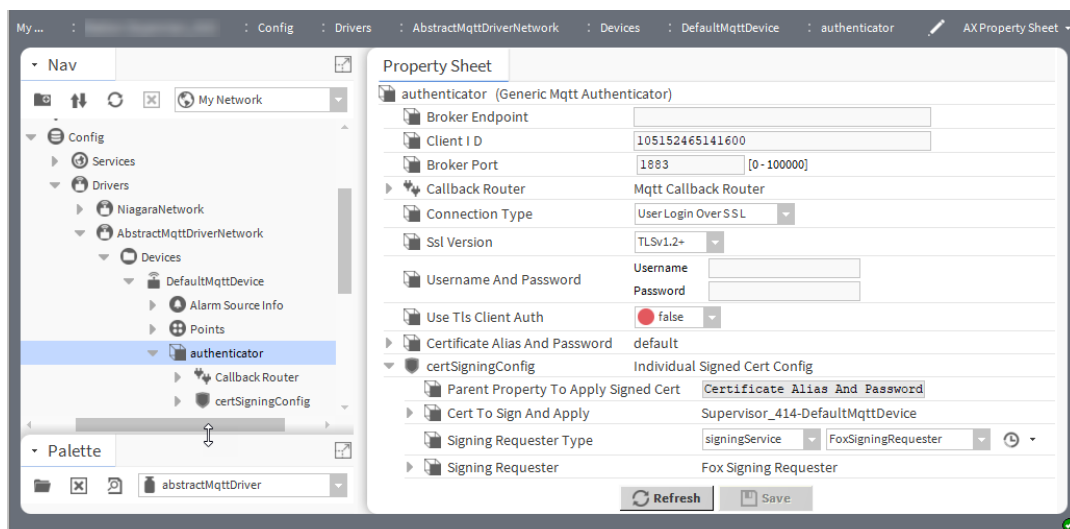 My ... : : Config : Drivers : AbstractMqttDriverNetwork : Devices : DefaultMqttDevice : authenticator AX Property Sheet
Nav
My Network
Config
Services
Drivers
NiagaraNetwork
AbstractMqttDriverNetwork
Devices
DefaultMqttDevice
Alarm Source Info
Points
authenticator
Callback Router
certSigningConfig
Palette
abstractMqttDriver
Property Sheet
authenticator (Generic Mqtt Authenticator)
Broker Endpoint
Client I D 105152465141600
Broker Port 1883 [0 - 100000]
Callback Router Mqtt Callback Router
Connection Type User Login Over S S L
Ssl Version TLSv1.2+
Username And Password Username
Password
Use Tls Client Auth false
Certificate Alias And Password default
certSigningConfig Individual Signed Cert Config
Parent Property To Apply Signed Cert Certificate Alias And Password
Cert To Sign And Apply Supervisor_414-DefaultMqttDevice
Signing Requester Type signingService FoxSigningRequester
Signing Requester Fox Signing Requester
Refresh Save